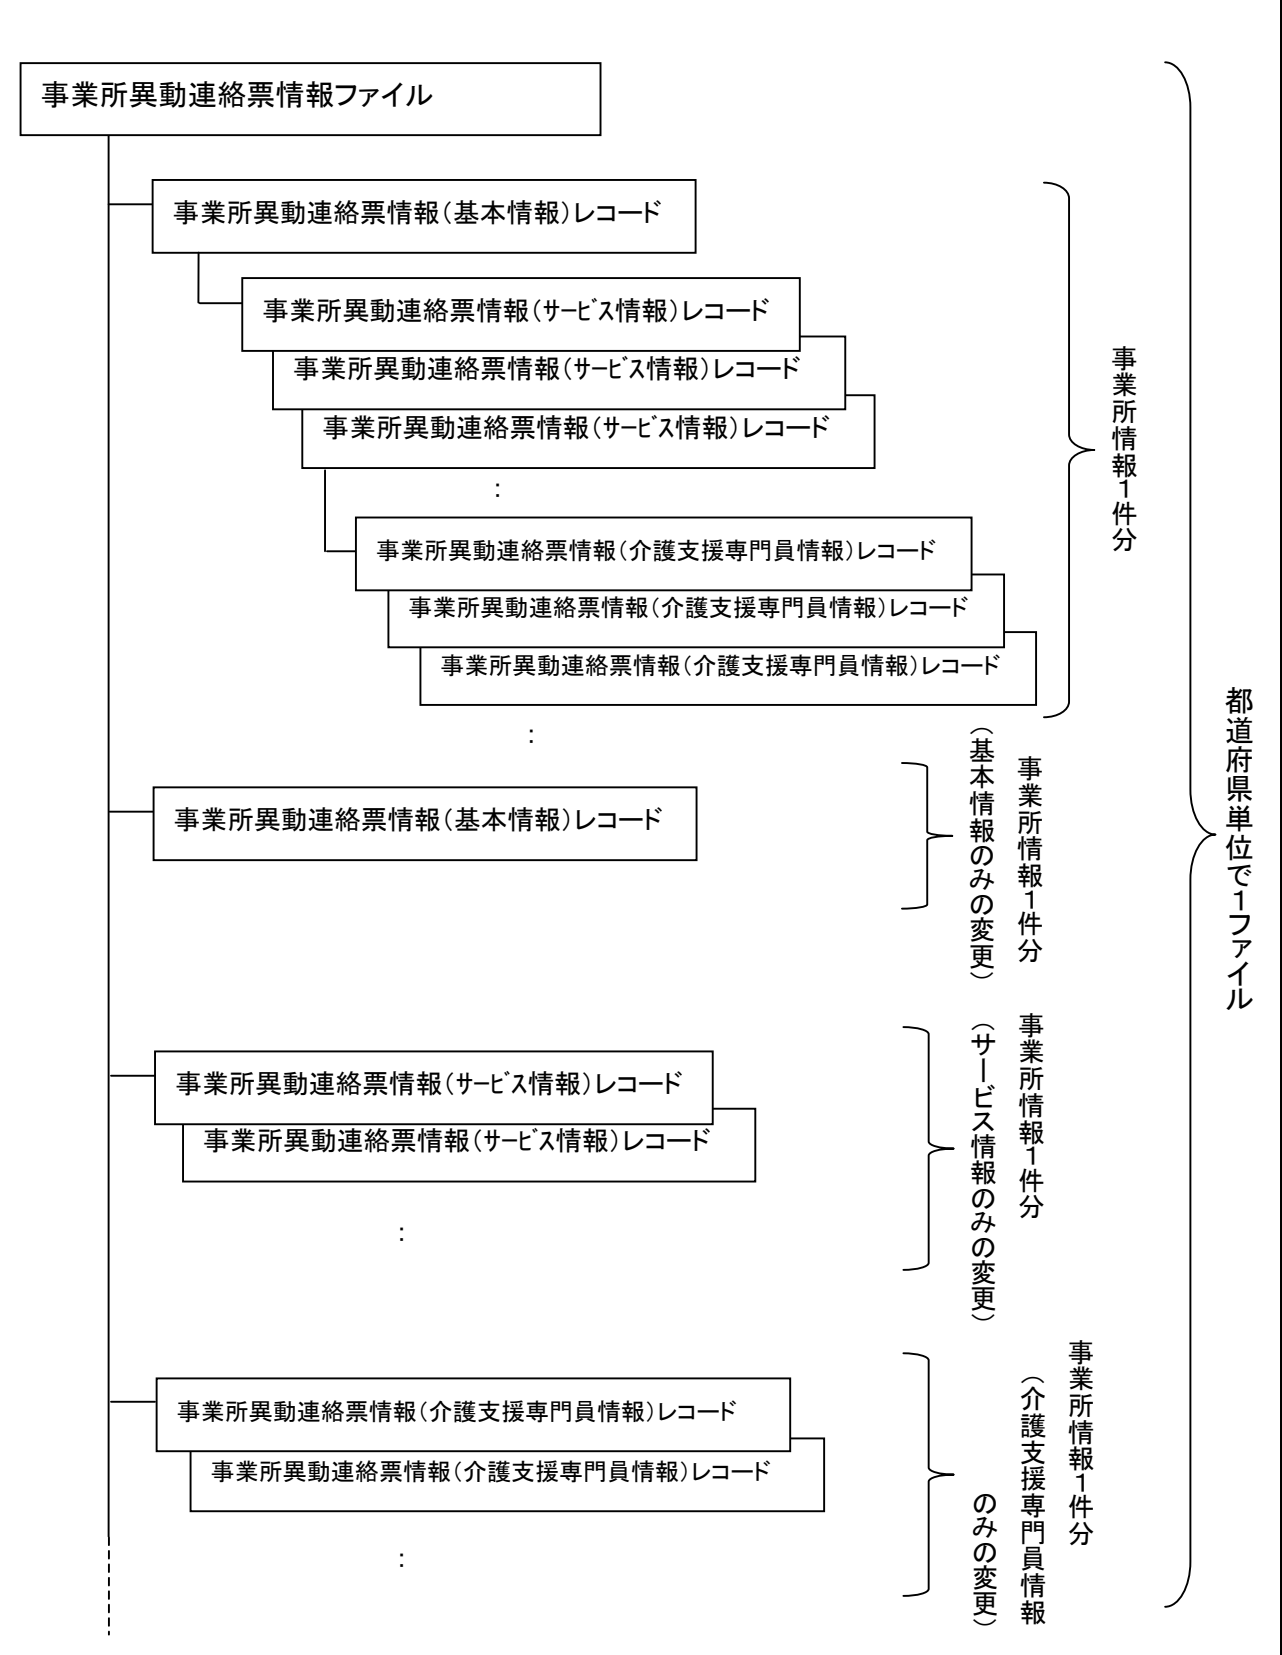 事業所異動連絡票情報ファイル
事業所異動連絡票情報（基本情報）レコード
事業所異動連絡票情報（ｻｰﾋﾞｽ情報）レコード
事業所異動連絡票情報（ｻｰﾋﾞｽ情報）レコード
事業所異動連絡票情報（ｻｰﾋﾞｽ情報）レコード
：
事業所異動連絡票情報（介護支援専門員情報）レコード
事業所異動連絡票情報（介護支援専門員情報）レコード
事業所異動連絡票情報（介護支援専門員情報）レコード
：
事業所情報１件分
事業所異動連絡票情報（基本情報）レコード
事業所情報１件分
（基本情報のみの変更）
事業所異動連絡票情報（ｻｰﾋﾞｽ情報）レコード
事業所異動連絡票情報（ｻｰﾋﾞｽ情報）レコード
：
事業所情報１件分
（サービス情報のみの変更）
事業所異動連絡票情報（介護支援専門員情報）レコード
事業所異動連絡票情報（介護支援専門員情報）レコード
：
事業所情報１件分
（介護支援専門員情報
のみの変更）
都道府県単位で１ファイル